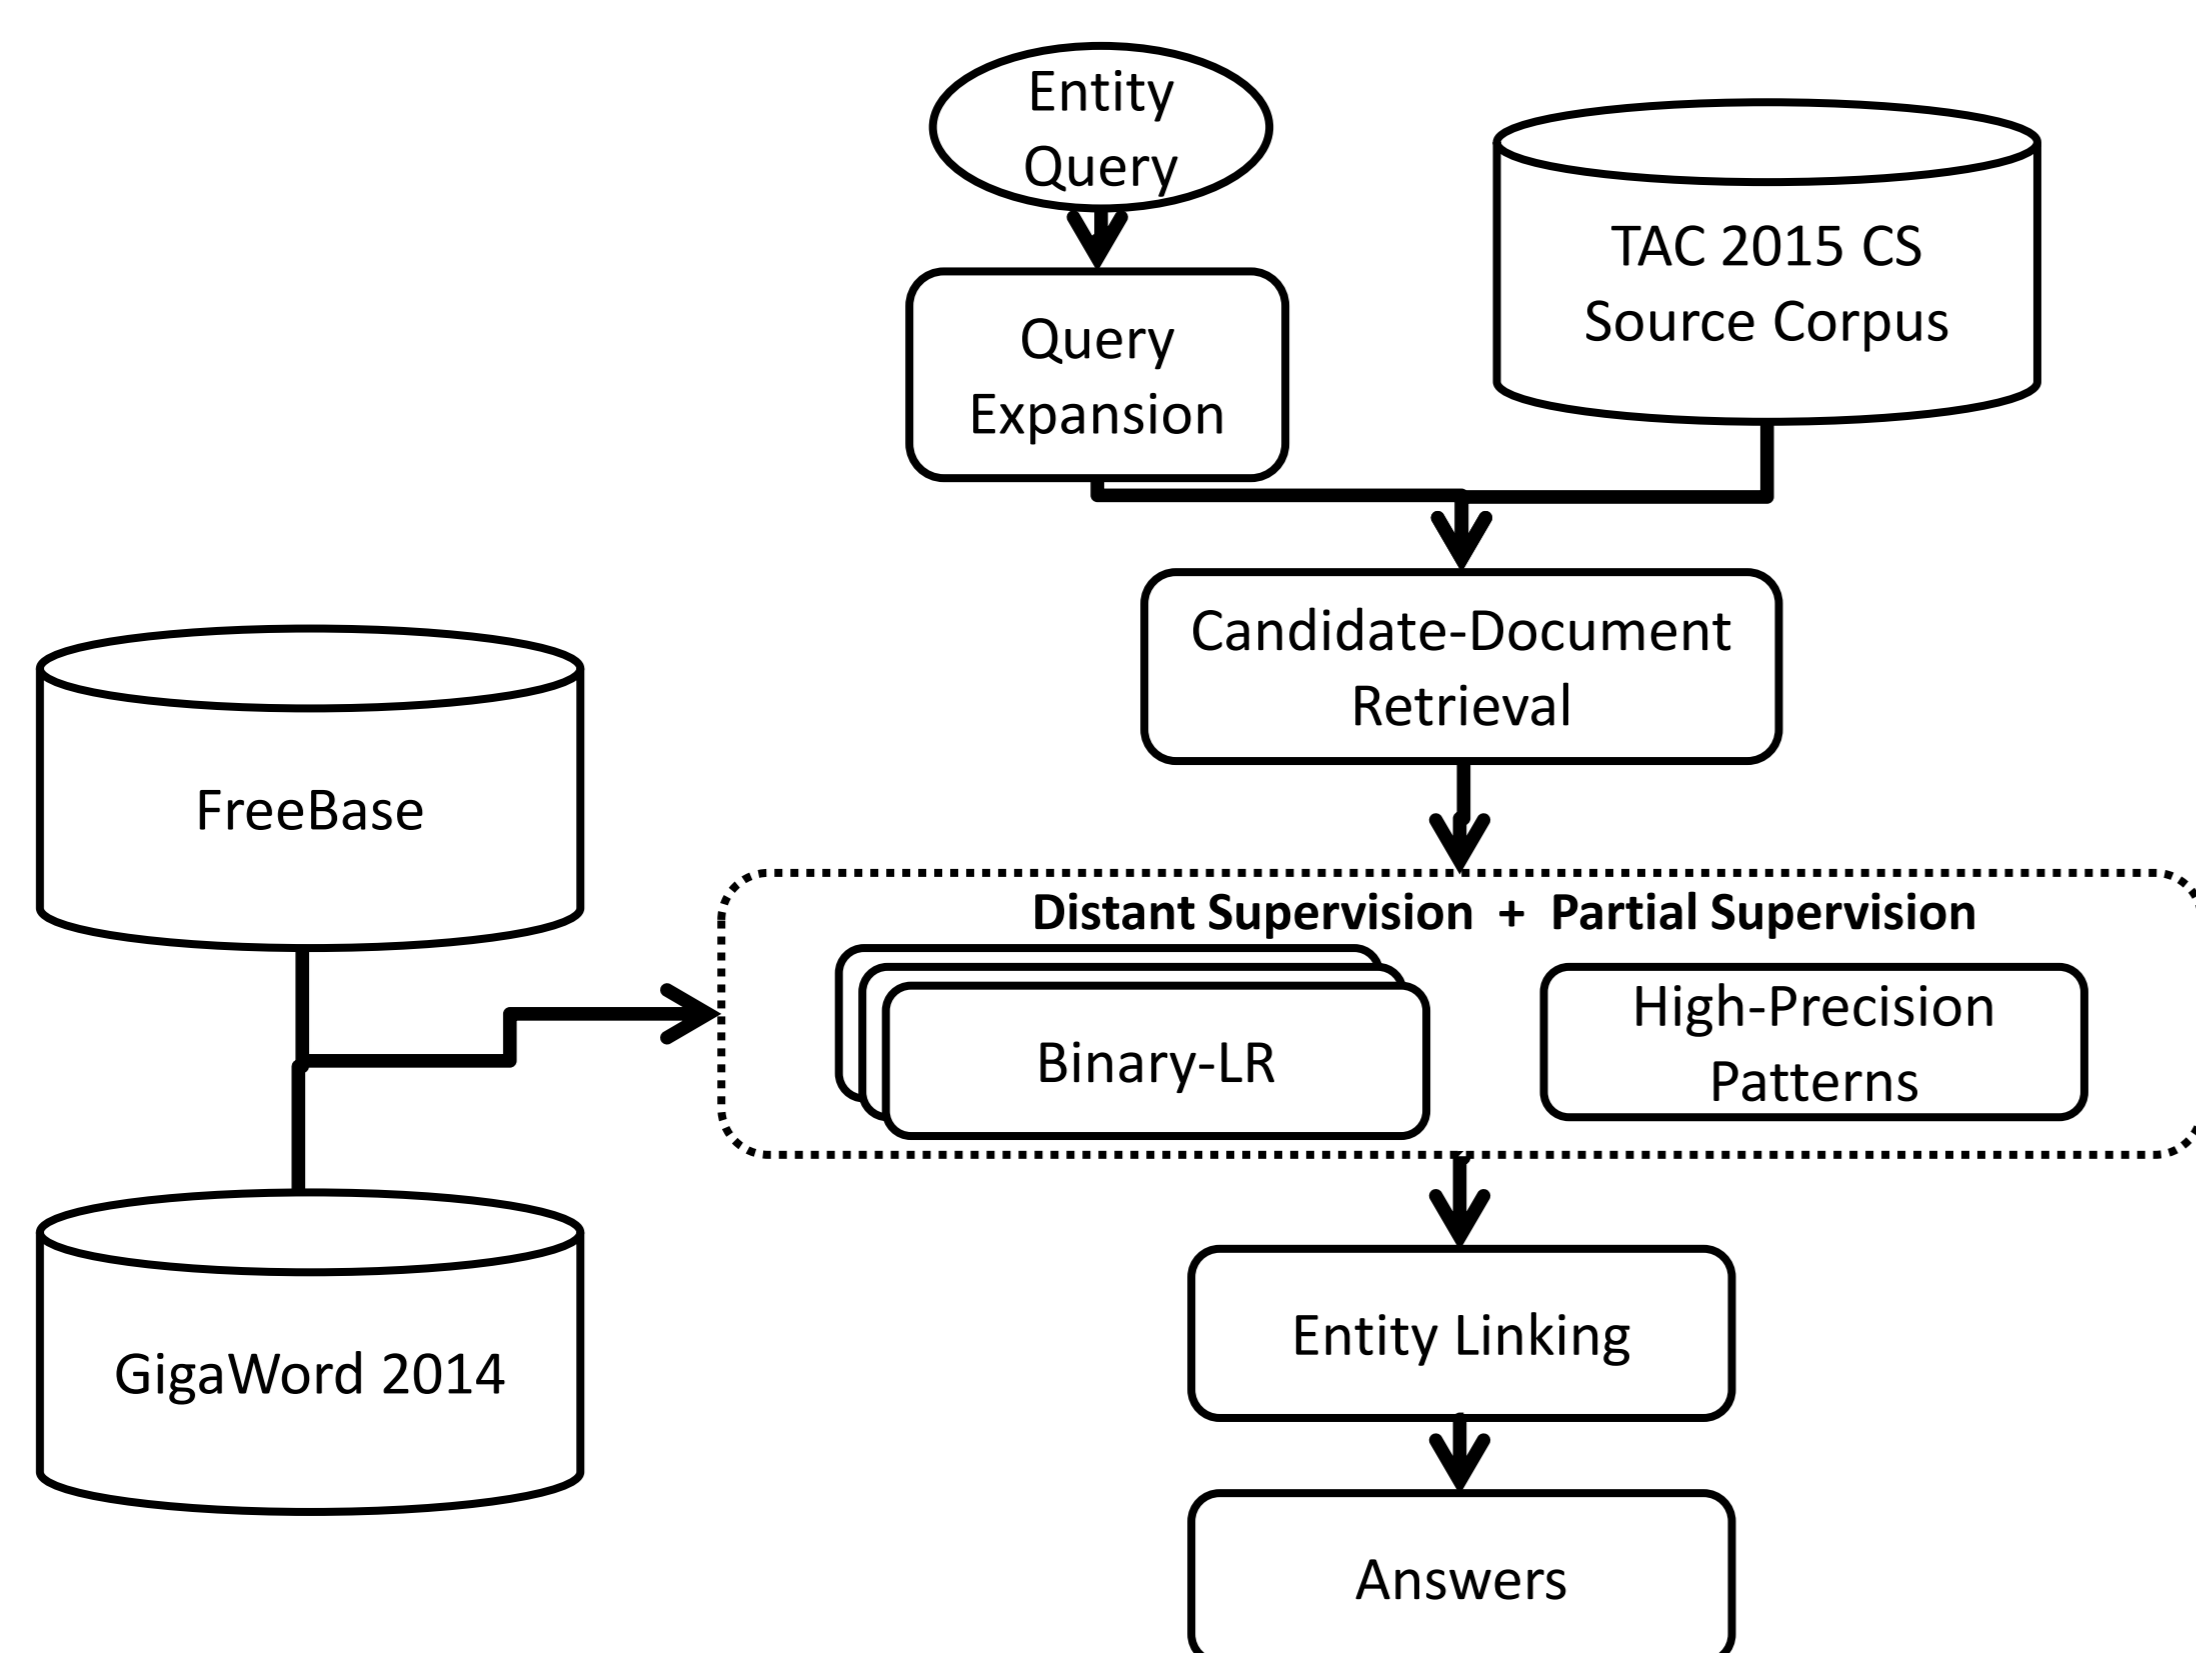 Entity
Query
TAC 2015 CS
Source Corpus
Query
Expansion
Candidate-Document
Retrieval
FreeBase
Distant Supervision + Partial Supervision
Binary-LR
High-Precision
Patterns
GigaWord 2014
Entity Linking
Answers